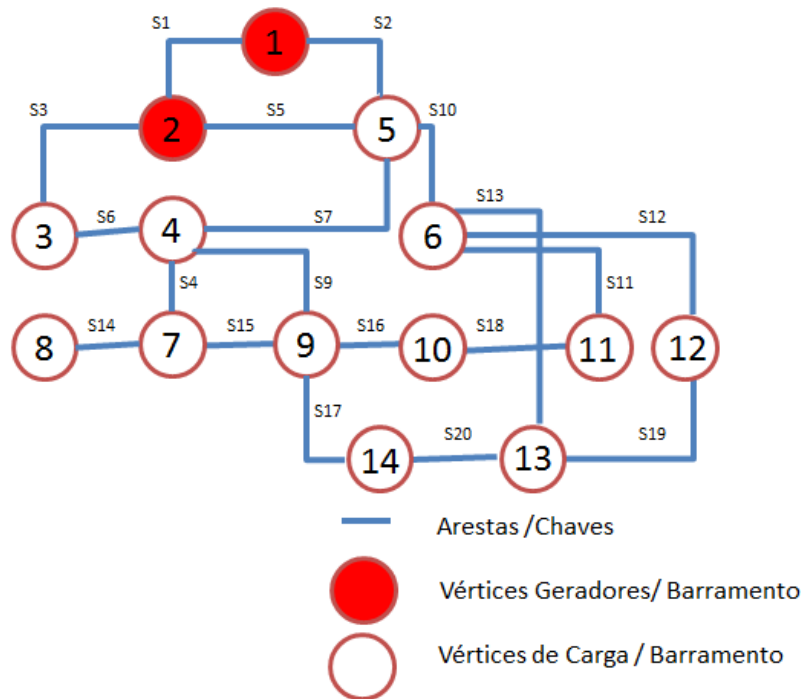 S1 1 S2
S3 2 S5 5 S10
S13
3 S6 4 S7 6 S12
S4 S9 S11
8 S14 7 S15 9 S16 10 S18 11 12
S17 14 S20 13 S19
Arestas /Chaves
Vértices Geradores/ Barramento
Vértices de Carga / Barramento